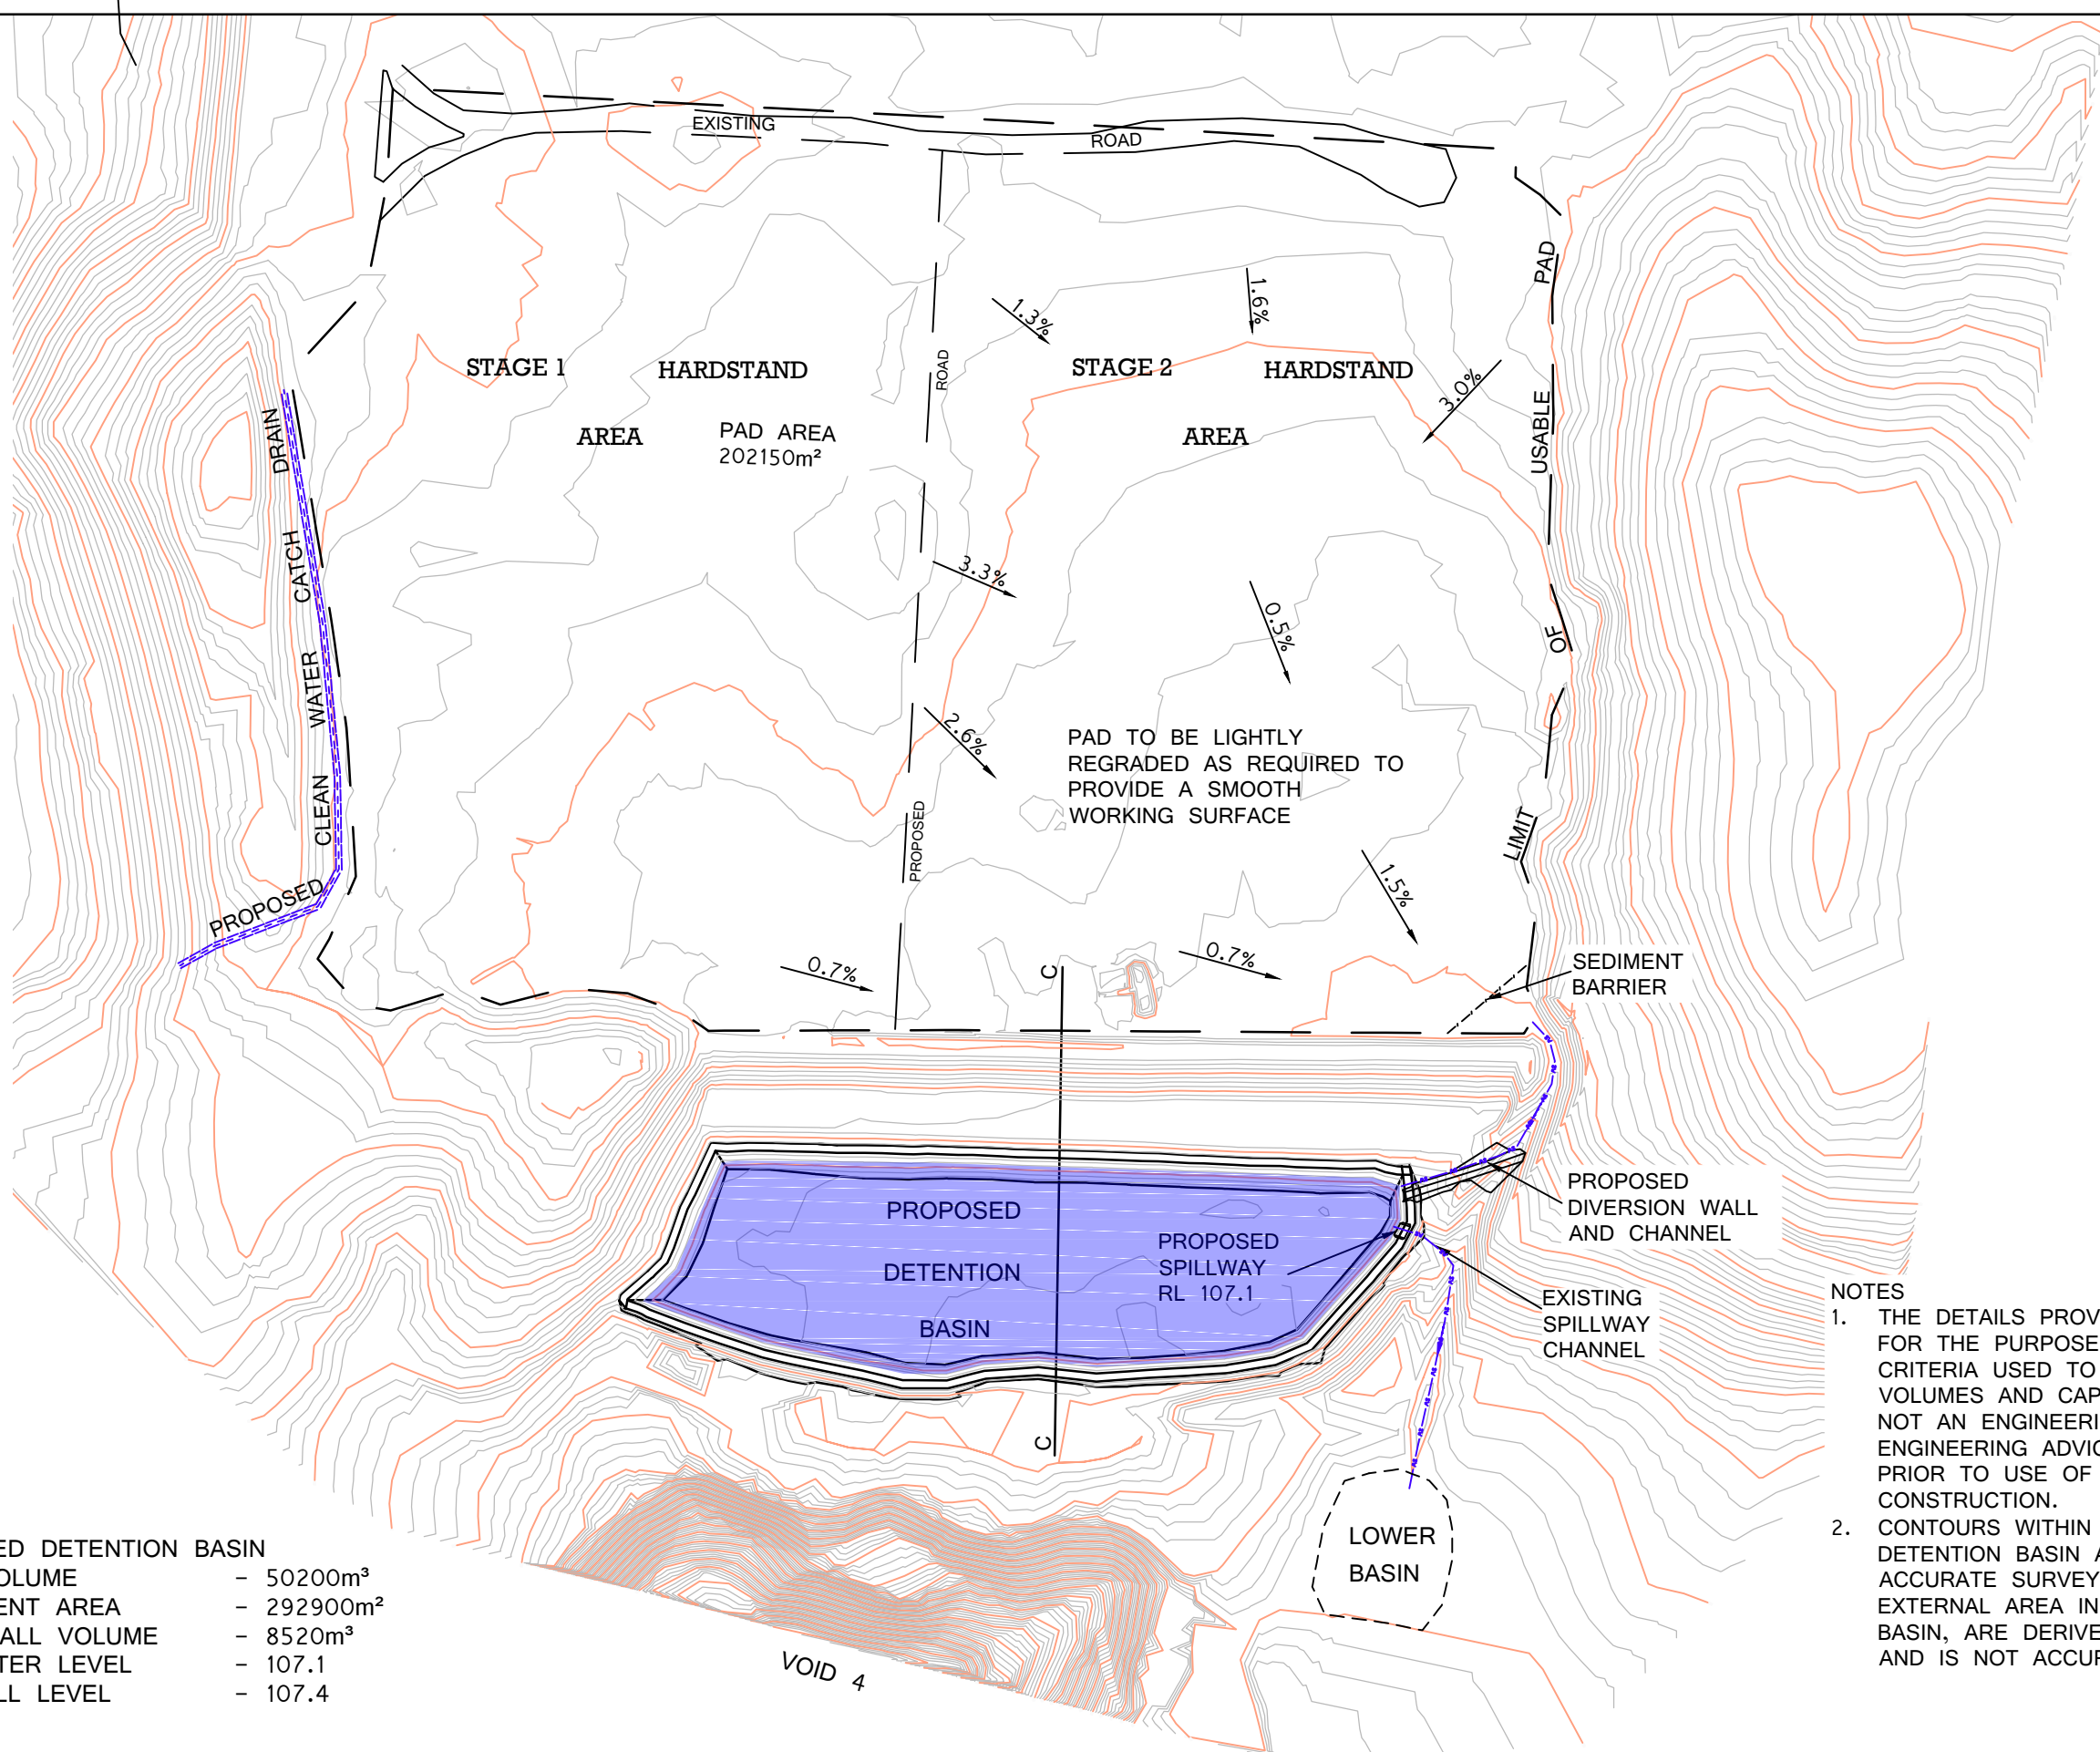 EXISTING
ROAD
STAGE 1 HARDSTAND
AREA
PAD AREA
202150m²
ROAD
PROPOSED
1.3%
1.6%
STAGE 2 HARDSTAND
AREA
3.0%
3.3%
0.5%
2.6%
PAD TO BE LIGHTLY
REGRADED AS REQUIRED TO
PROVIDE A SMOOTH
WORKING SURFACE
1.5%
0.7%
0.7%
LIMIT OF USABLE PAD
PROPOSED CLEAN WATER CATCH DRAIN
C
C
SEDIMENT
BARRIER
PROPOSED
DIVERSION WALL
AND CHANNEL
PROPOSED
DETENTION
BASIN
PROPOSED
SPILLWAY
RL 107.1
EXISTING
SPILLWAY
CHANNEL
LOWER
BASIN
VOID 4
ED DETENTION BASIN
OLUME - 50200m³
ENT AREA - 292900m²
ALL VOLUME - 8520m³
TER LEVEL - 107.1
LL LEVEL - 107.4
NOTES
1. THE DETAILS PROV
FOR THE PURPOSE
CRITERIA USED TO
VOLUMES AND CAP
NOT AN ENGINEERI
ENGINEERING ADVIC
PRIOR TO USE OF
CONSTRUCTION.
2. CONTOURS WITHIN
DETENTION BASIN A
ACCURATE SURVEY
EXTERNAL AREA IN
BASIN, ARE DERIVE
AND IS NOT ACCUR